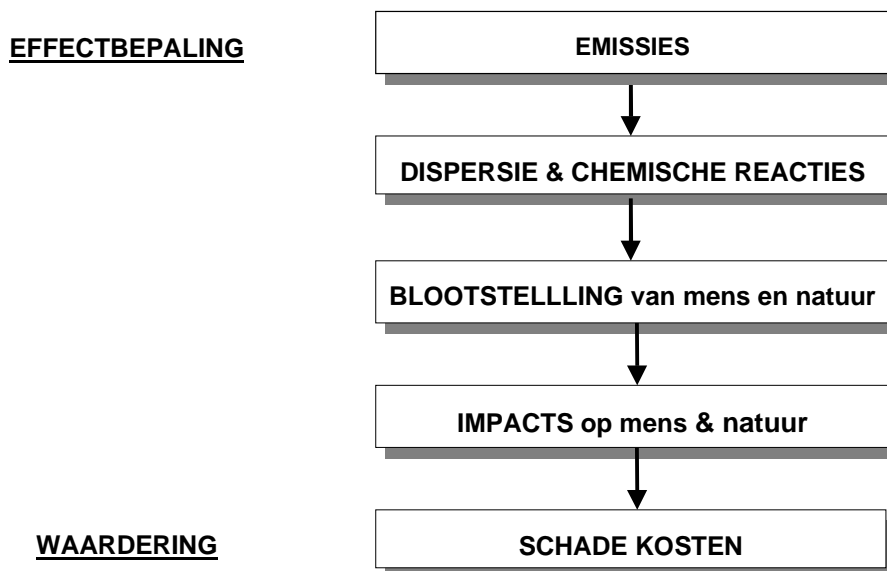 EFFECTBEPALING
EMISSIES
DISPERSIE & CHEMISCHE REACTIES
BLOOTSTELLLING van mens en natuur
IMPACTS op mens & natuur
WAARDERING
SCHADE KOSTEN